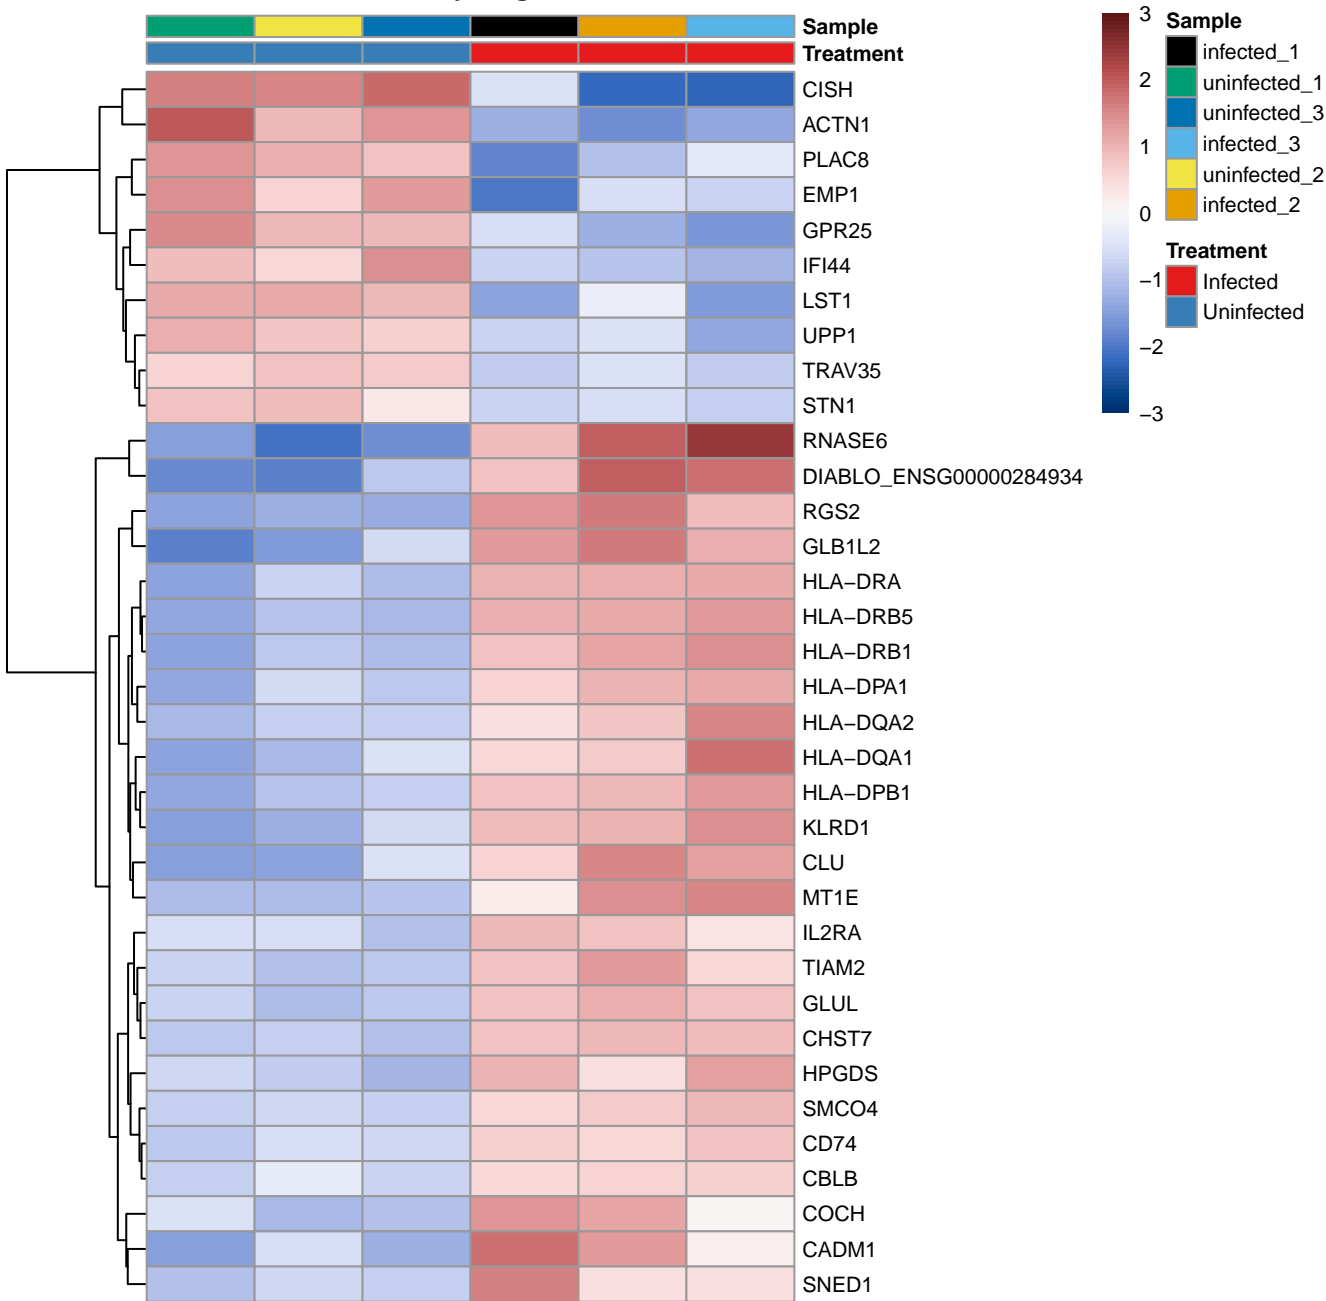 Sample
Treatment
CISH
ACTN1
PLAC8
EMP1
GPR25
IFI44
LST1
UPP1
TRAV35
STN1
RNASE6
DIABLO_ENSG00000284934
RGS2
GLB1L2
HLA−DRA
HLA−DRB5
HLA−DRB1
HLA−DPA1
HLA−DQA2
HLA−DQA1
HLA−DPB1
KLRD1
CLU
MT1E
IL2RA
TIAM2
GLUL
CHST7
HPGDS
SMCO4
CD74
CBLB
COCH
CADM1
SNED1
3
2
1
0
−1
−2
−3
Sample
infected_1
uninfected_1
uninfected_3
infected_3
uninfected_2
infected_2
Treatment
Infected
Uninfected